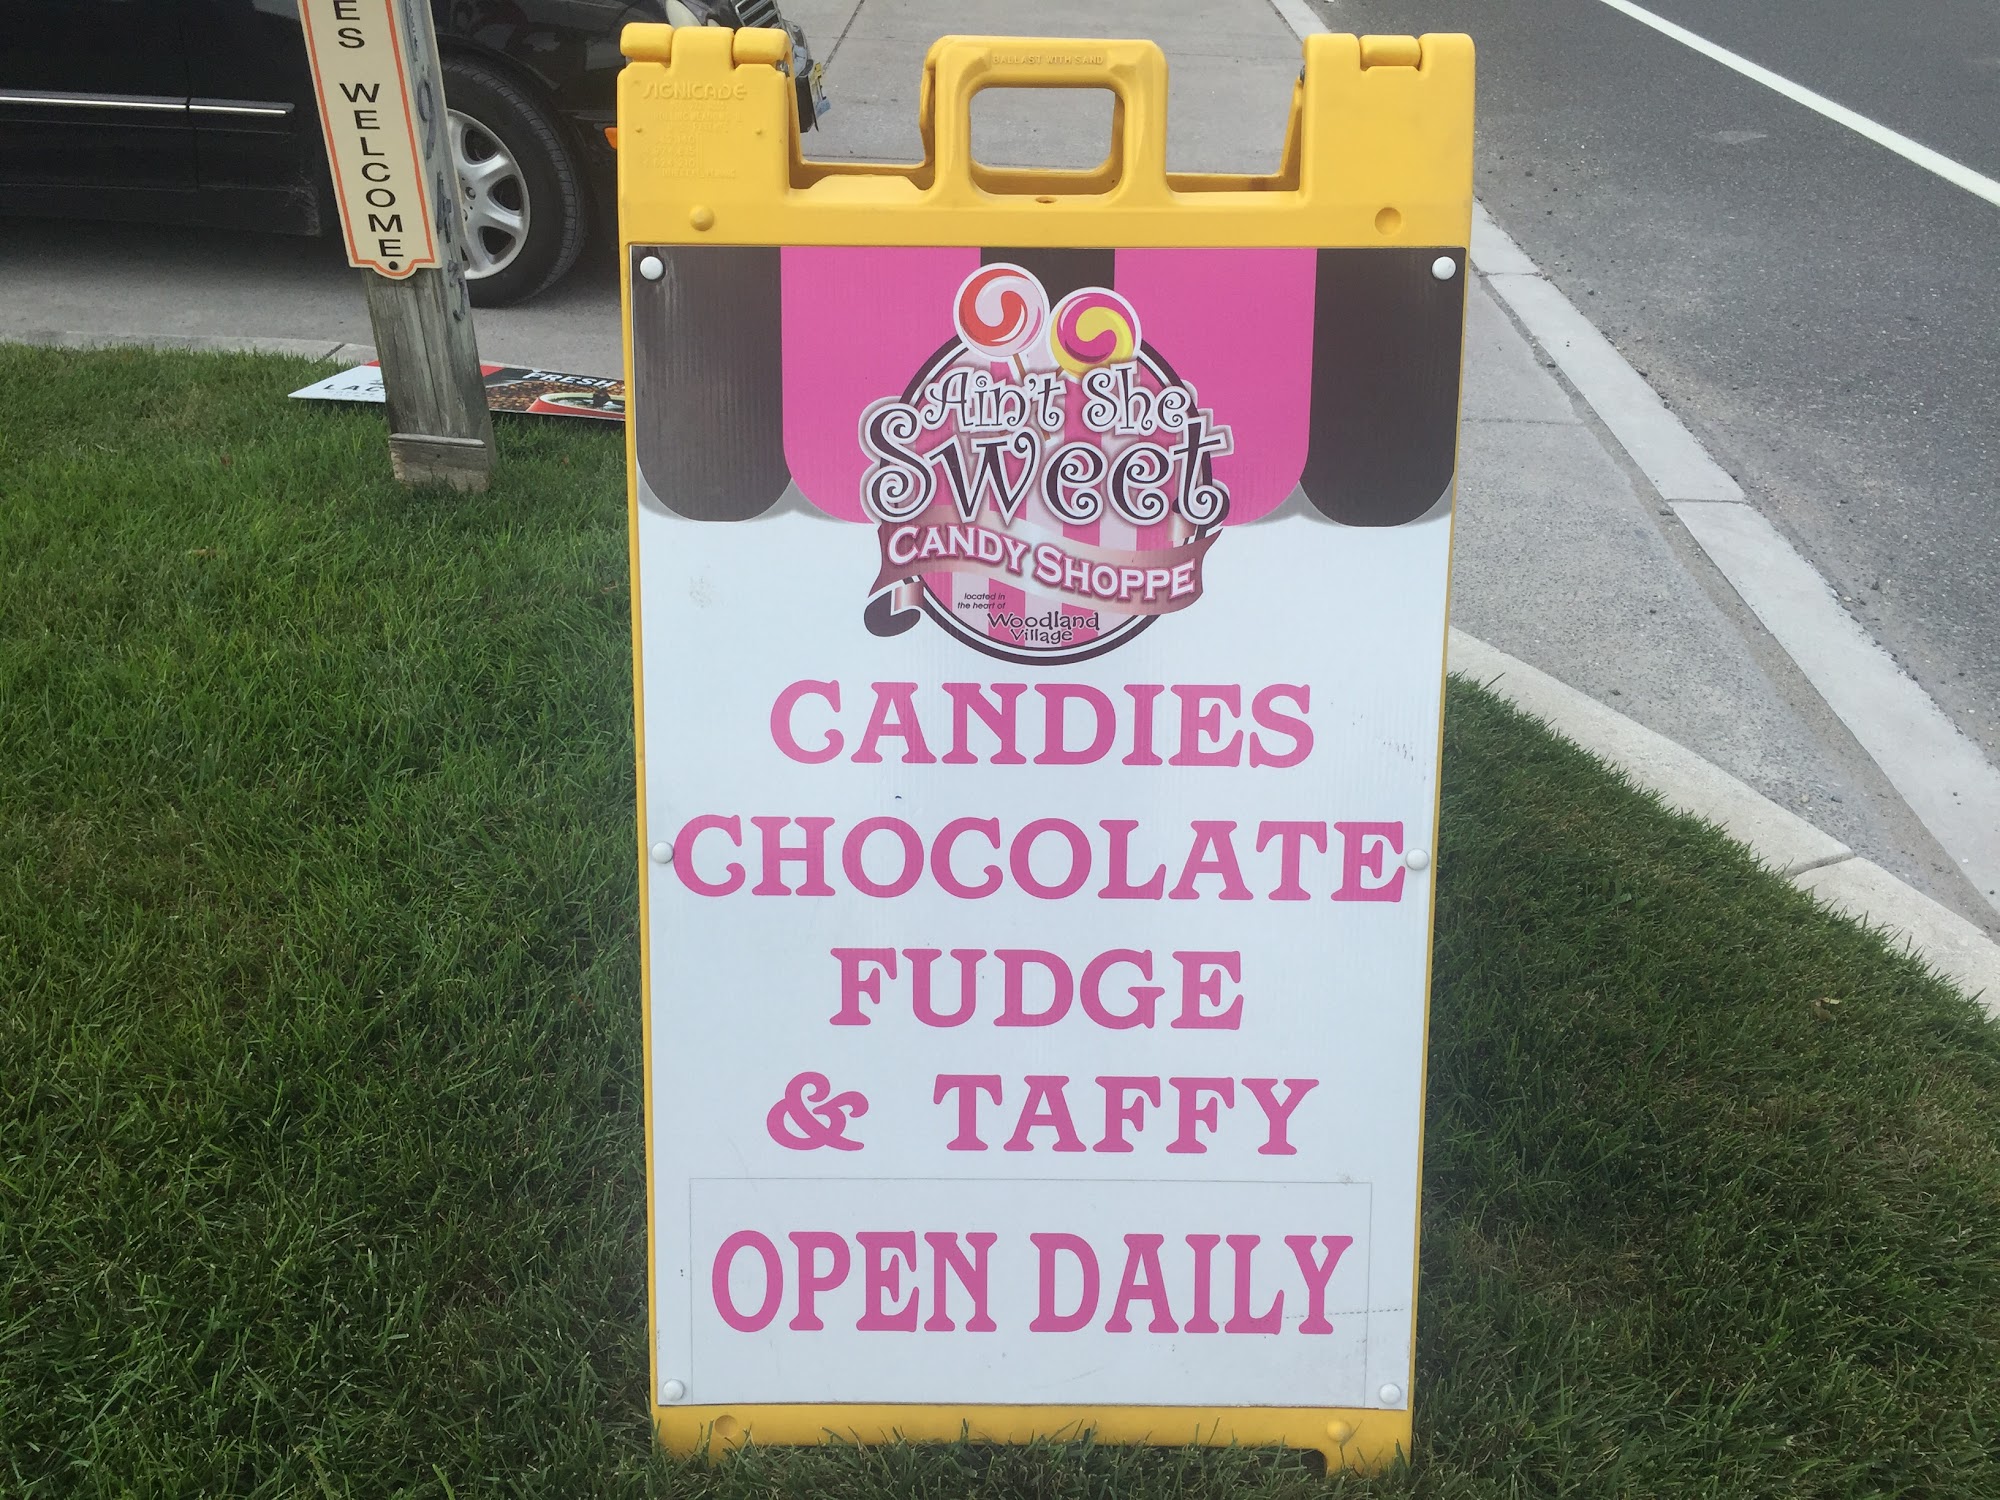 ES WELCOME
SIGNICADE
BALLAST WITH SAND
FRESH
Ain't She
Sweet
CANDY SHOPPE
located in
the heart of
Woodland
Village
CANDIES
CHOCOLATE
FUDGE
& TAFFY
OPEN DAILY